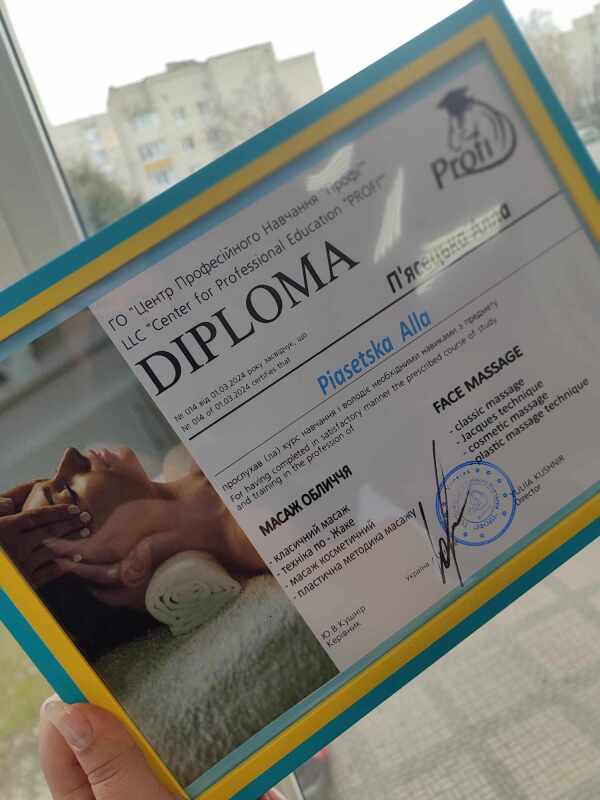 Profi
ГО "Центр Професійного Навчання "Профі"
LLC "Center for Professional Education "PROFI"
DIPLOMA
№ 014 від 01.03.2024 року засвідчує, що
№ 014 of 01.03.2024 certifies that
П'ясецька Алла
Piasetska Alla
прослухав (ла) курс навчання і володіє необхідними навиками з предмету
For having completed in satisfactory manner the prescribed course of study
and training in the profession of
МАСАЖ ОБЛИЧЧЯ
- класичний масаж
- техніка по - Жаке
- масаж косметичний
- пластична методика масажу
FACE MASSAGE
- classic massage
- Jacques technique
- cosmetic massage
- plastic massage technique
Ю.В.Кушнір
Керівник
Україна
YULIIA KUSHNIR
Director